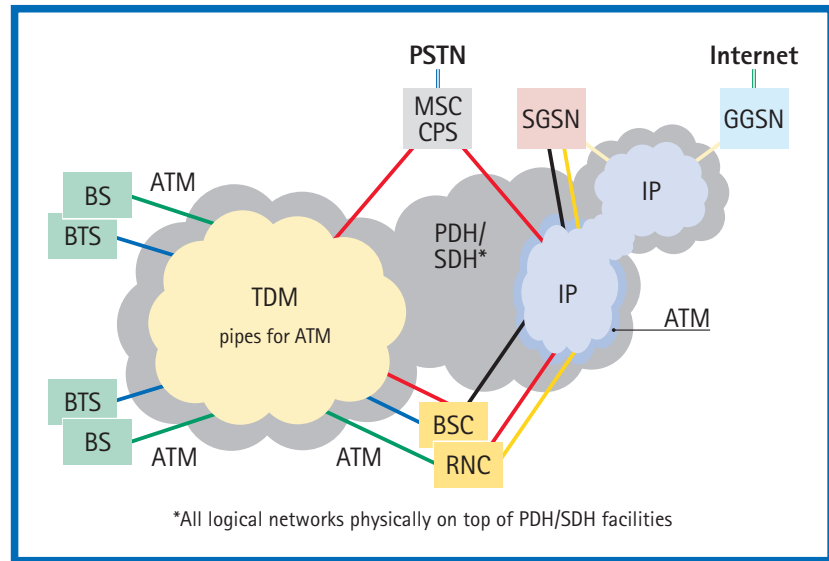 PSTN
Internet
MSC
CPS
SGSN
GGSN
ATM
BS
BTS
IP
PDH/
SDH*
TDM
IP
pipes for ATM
ATM
BTS
BSC
BS
ATM
ATM
RNC
*All logical networks physically on top of PDH/SDH facilities